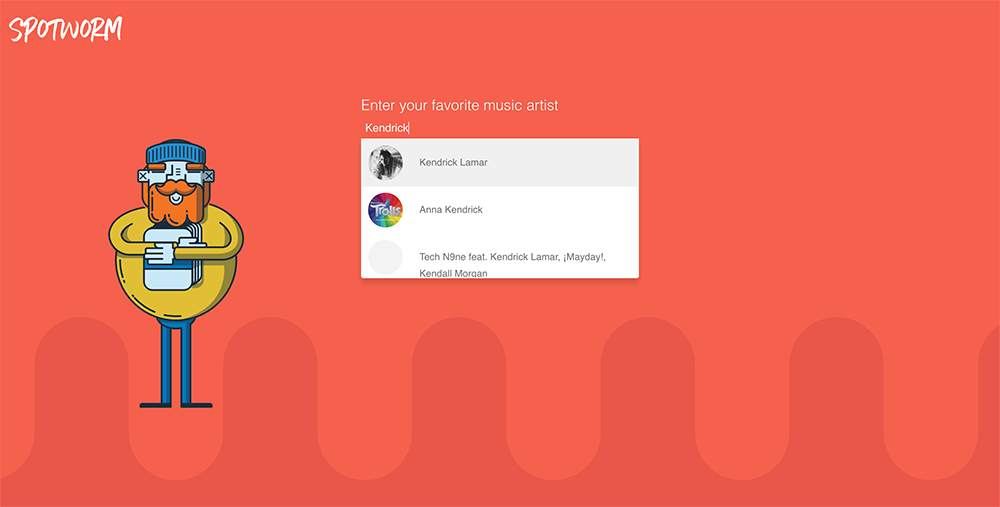 SPOTWORM
Enter your favorite music artist
Kendrick
Kendrick Lamar
Trolls
Anna Kendrick
Tech N9ne feat. Kendrick Lamar, ¡Mayday!,
Kendall Morgan